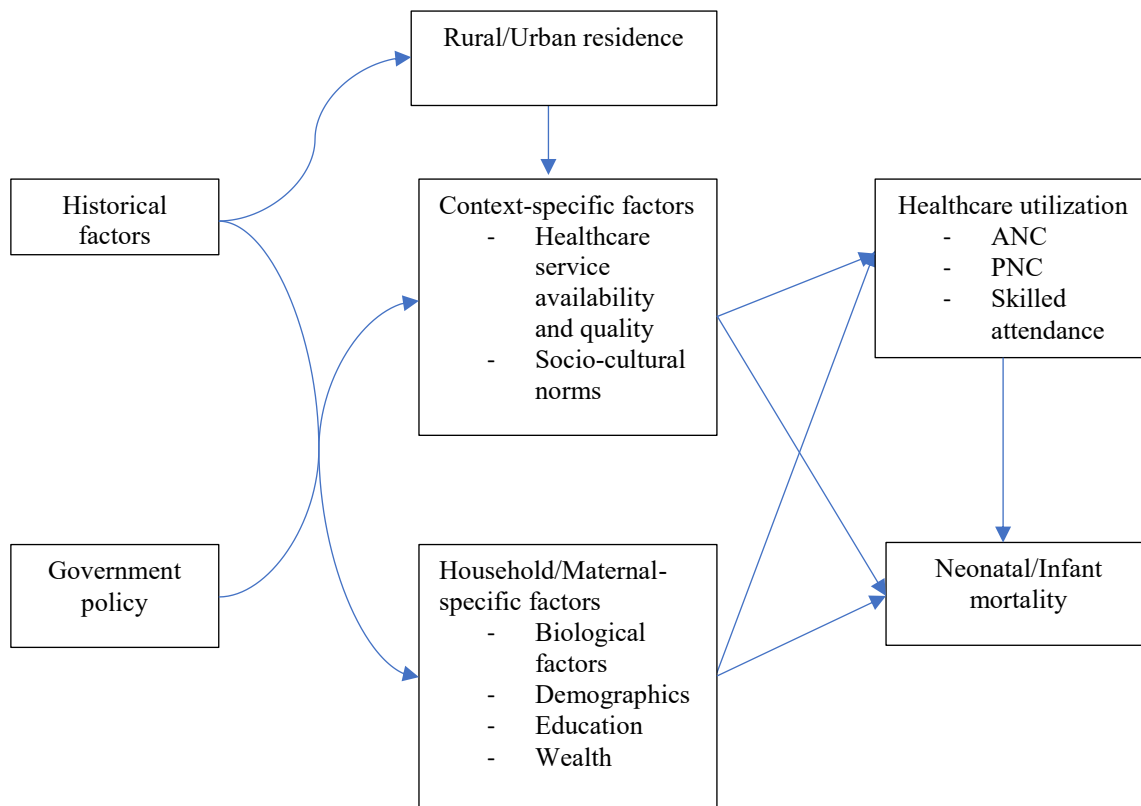 Rural/Urban residence
Historical
factors
Context-specific factors
- Healthcare
service
availability
and quality
- Socio-cultural
norms
Healthcare utilization
- ANC
- PNC
- Skilled
attendance
Government
policy
Household/Maternal-
specific factors
- Biological
factors
- Demographics
- Education
- Wealth
Neonatal/Infant
mortality